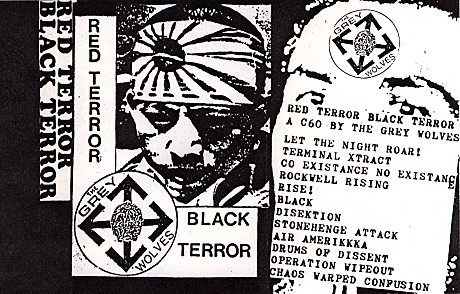 RED TERROR
BLACK TERROR
RED TERROR
THE
GREY
WOLVES
BLACK
TERROR
THE
GREY
WOLVES
RED TERROR BLACK TERROR
A C60 BY THE GREY WOLVES
LET THE NIGHT ROAR!
TERMINAL XTRACT
CO EXISTANCE NO EXISTANCE
ROCKWELL RISING
RISE!
BLACK
DISEKTION
STONEHENGE ATTACK
AIR AMERIKKKA
DRUMS OF DISSENT
OPERATION WIPEOUT
CHAOS WARPED CONFUSION